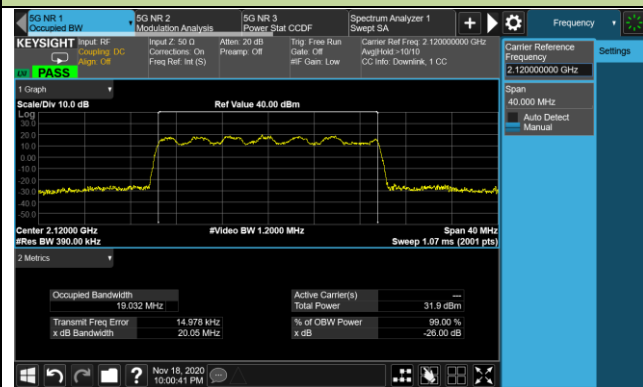 5G NR 1
Occupied BW
5G NR 2
Modulation Analysis
5G NR 3
Power Stat CCDF
Spectrum Analyzer 1
Swept SA
Frequency
KEYSIGHT
Input: RF
Coupling: DC
Align: Off
Input Z: 50 Ω
Corrections: On
Freq Ref: Int (S)
Atten: 20 dB
Preamp: Off
Trig: Free Run
Gate: Off
#IF Gain: Low
Carrier Ref Freq: 2.120000000 GHz
Avg|Hold:>10/10
CC Info: Downlink, 1 CC
LNI PASS
Carrier Reference
Frequency
2.120000000 GHz
Settings
Span
40.000 MHz
Auto Detect
Manual
1 Graph
Scale/Div 10.0 dB
Ref Value 40.00 dBm
Log
30.0
20.0
10.0
0.00
-10.0
-20.0
-30.0
-40.0
-50.0
Center 2.12000 GHz
#Res BW 390.00 kHz
#Video BW 1.2000 MHz
Span 40 MHz
Sweep 1.07 ms (2001 pts)
2 Metrics
Occupied Bandwidth
19.032 MHz
Active Carrier(s) ---
Total Power 31.9 dBm
Transmit Freq Error 14.978 kHz
x dB Bandwidth 20.05 MHz
% of OBW Power 99.00 %
x dB -26.00 dB
Nov 18, 2020
10:00:41 PM